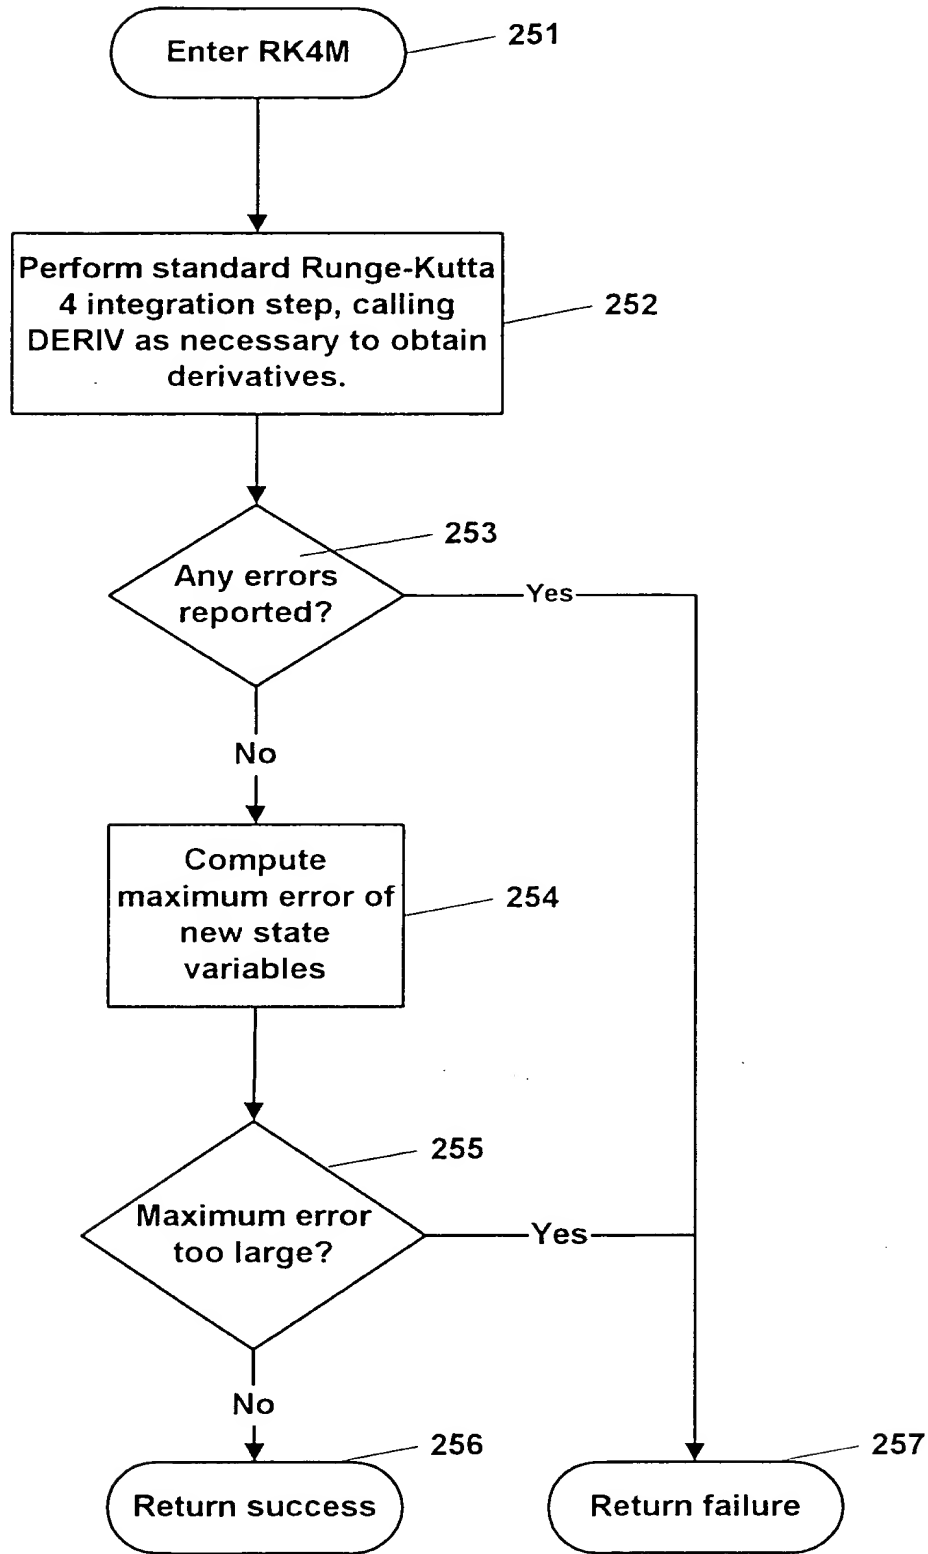 Enter RK4M
251
Perform standard Runge-Kutta
4 integration step, calling
DERIV as necessary to obtain
derivatives.
252
253
Any errors
reported?
Yes
No
Compute
maximum error of
new state
variables
254
255
Maximum error
too large?
Yes
No
256
257
Return success
Return failure